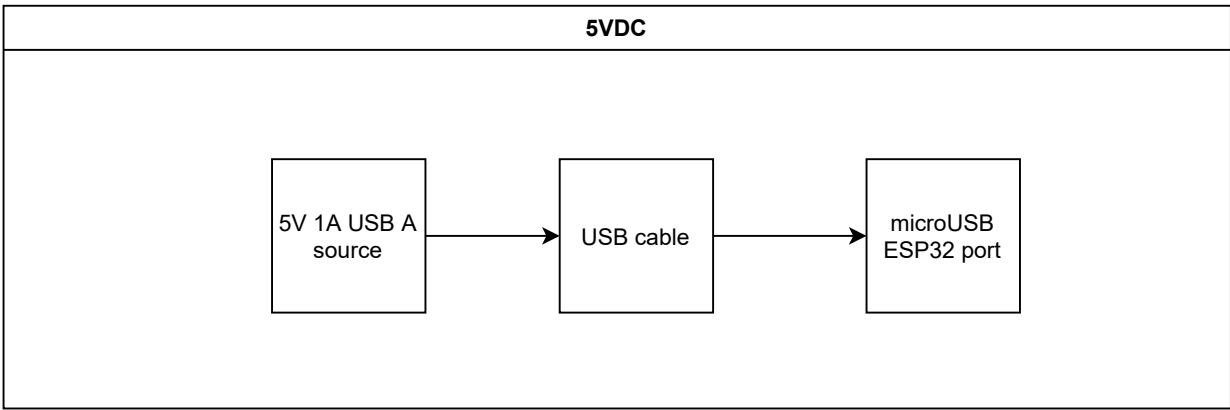 5VDC
5V 1A USB A
source
USB cable
microUSB
ESP32 port